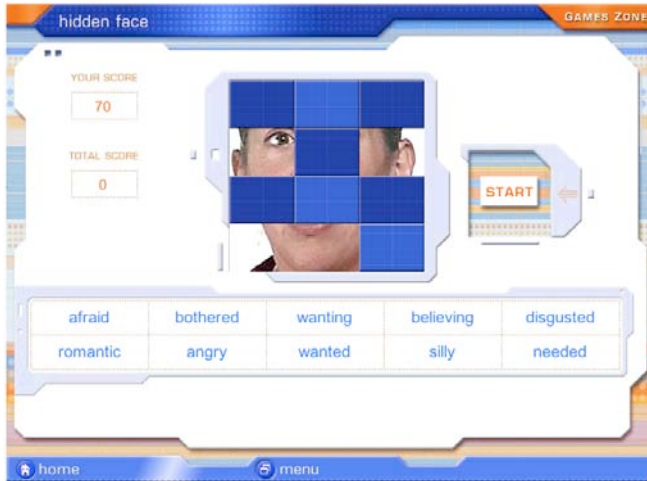 hidden face
GAMES ZONE
YOUR SCORE
70
TOTAL SCORE
0
START
afraid bothered wanting believing disgusted
romantic angry wanted silly needed
home menu